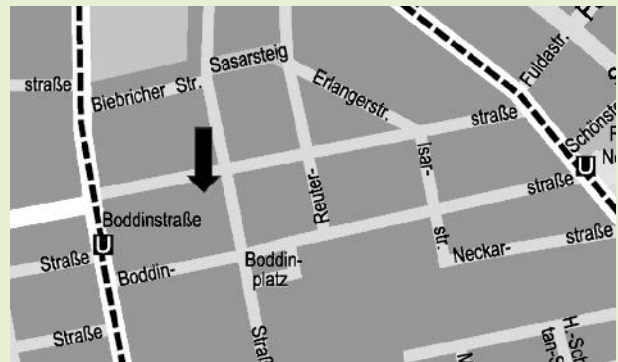 Fuldastr.
Sasarsteig
straße
Biebricher Str.
Erlangerstr.
straße
Schönst
Isar-
U
straße
Reuter-
Boddinstraße
U
straße
str.
Neckar-
Straße
Boddin-
Boddin-
platz
Straße
Straß
H.-Sch
tan-S